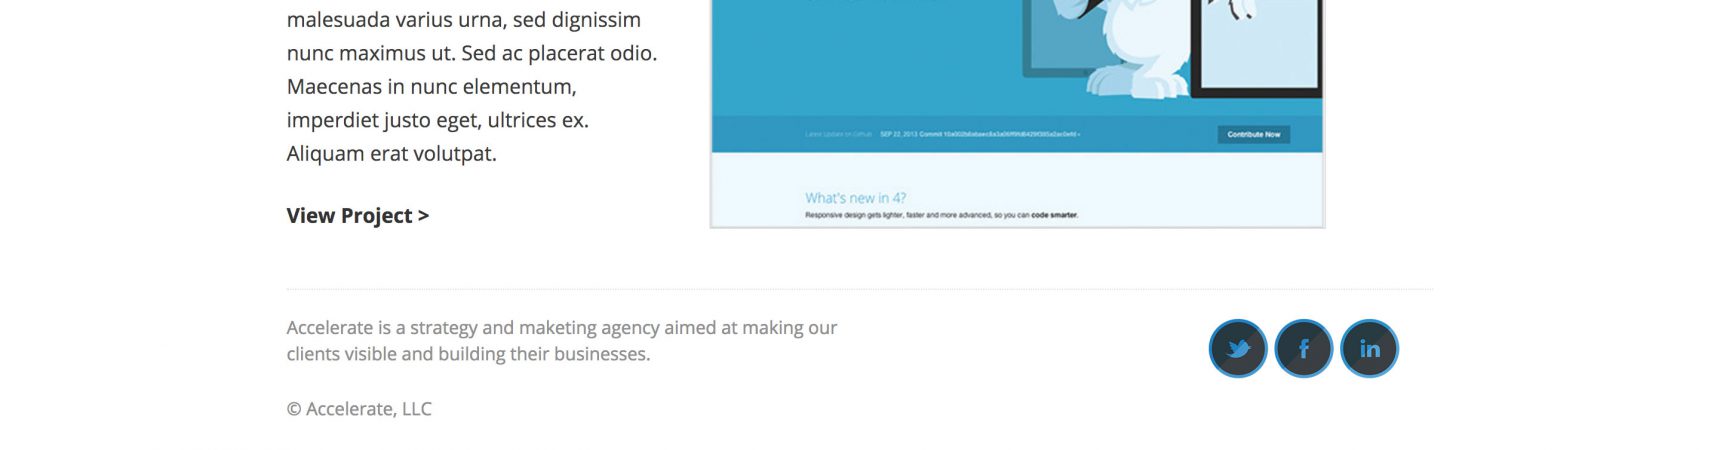 malesuada varius urna, sed dignissim
nunc maximus ut. Sed ac placerat odio.
Maecenas in nunc elementum,
imperdiet justo eget, ultrices ex.
Aliquam erat volutpat.
View Project >
Latest Update on Github SEP 22, 2013 Commit
Contribute Now
What's new in 4?
Responsive design gets lighter, faster and more advanced, so you can code smarter.
Accelerate is a strategy and maketing agency aimed at making our
clients visible and building their businesses.
f
in
© Accelerate, LLC